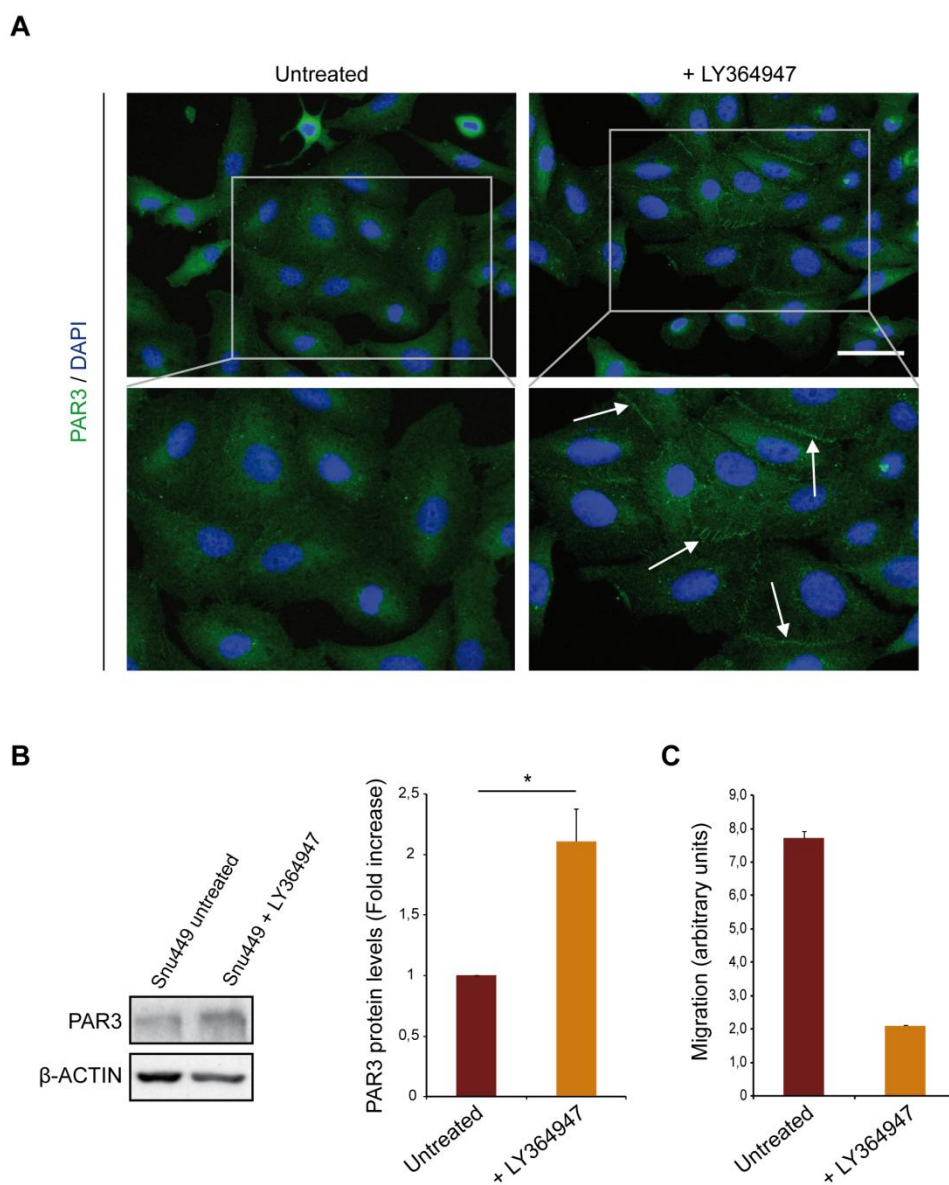 A
Untreated
+ LY364947
PAR3 / DAPI
B
Snu449 untreated
Snu449 + LY364947
PAR3
β-ACTIN
PAR3 protein levels (Fold increase)
2,5
2
1,5
1
0,5
0
*
Untreated
+ LY364947
C
Migration (arbitrary units)
9,0
8,0
7,0
6,0
5,0
4,0
3,0
2,0
1,0
0
Untreated
+ LY364947